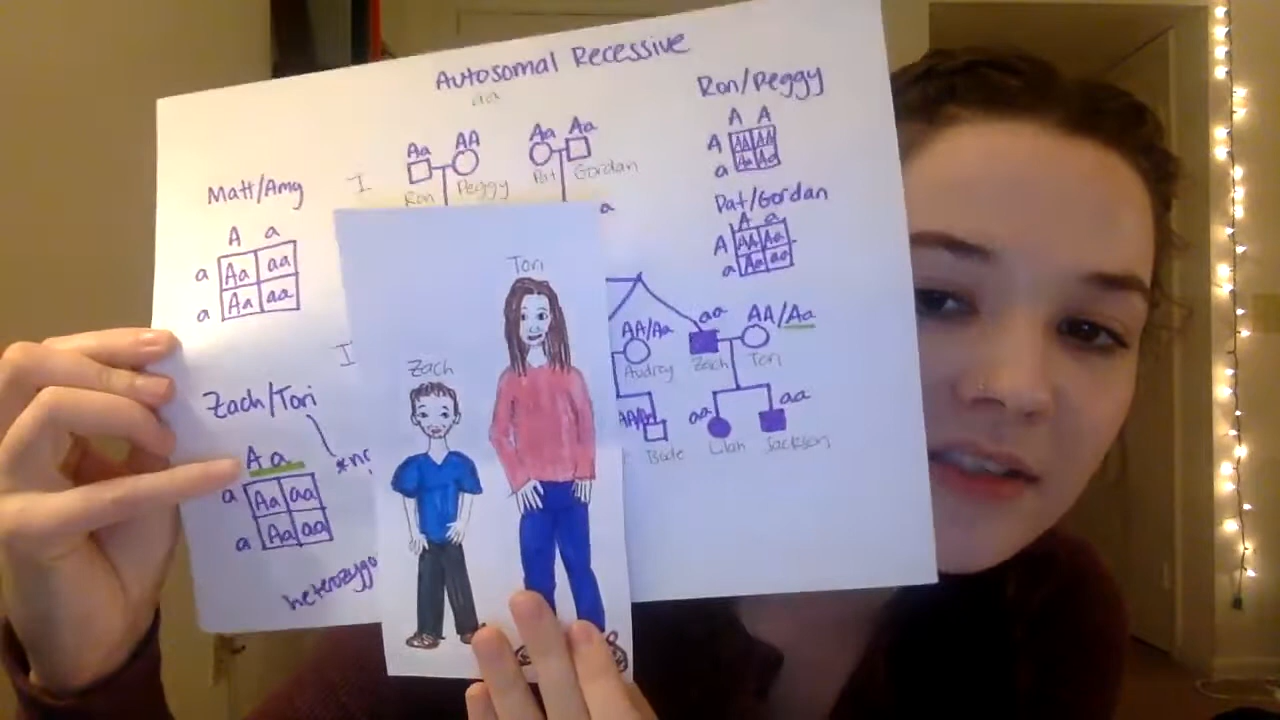 Autosomal Recessive
aa
Matt/Amy
A a
a Aa aa
a Aa aa
Zach/Tori
A a
a Aa aa
a Aa aa
heterozygo
I
Aa AA Aa Aa
Ron Peggy Pat Gordan
a
I
Tori
Zach
AA/Aa aa AA/Aa
Audrey Zach Tori
aa aa
Lilah Jackson
Ron/Peggy
A A
A AA AA
a Aa Aa
Pat/Gordan
A a
A AA Aa
a Aa aa